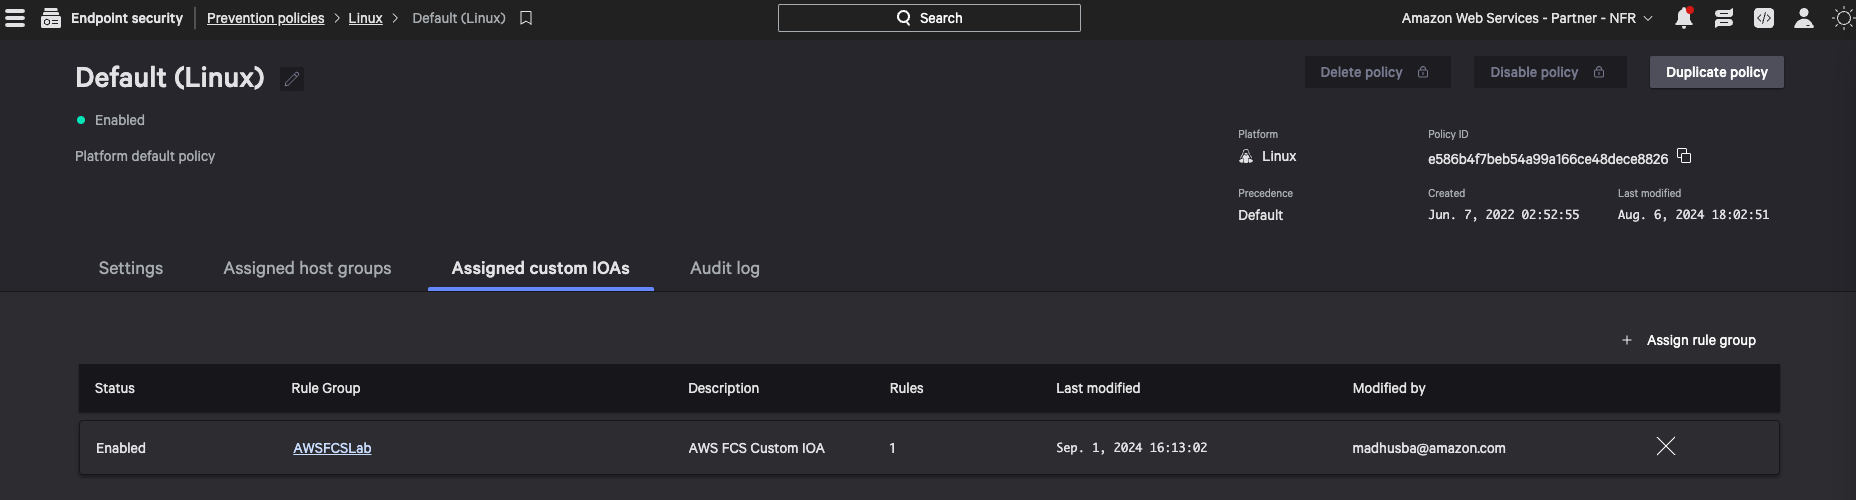 Endpoint security Prevention policies > Linux > Default (Linux) Search Amazon Web Services - Partner - NFR
Default (Linux) Delete policy Disable policy Duplicate policy
Enabled
Platform default policy
Platform Policy ID
Linux e586b4f7beb54a99a166ce48dece8826
Precedence Created Last modified
Default Jun. 7, 2022 02:52:55 Aug. 6, 2024 18:02:51
Settings Assigned host groups Assigned custom IOAs Audit log
+ Assign rule group
Status Rule Group Description Rules Last modified Modified by
Enabled AWSFCSLab AWS FCS Custom IOA 1 Sep. 1, 2024 16:13:02 madhusba@amazon.com